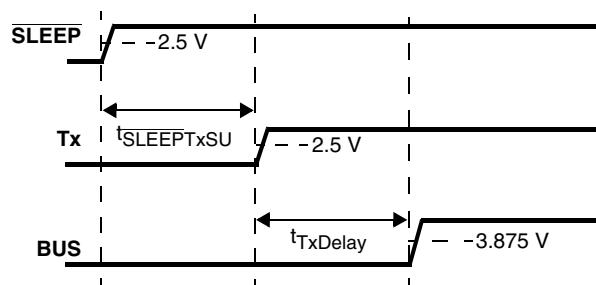 SLEEP
2.5 V
tSLEEPTxSU
Tx
2.5 V
tTxDelay
3.875 V
BUS